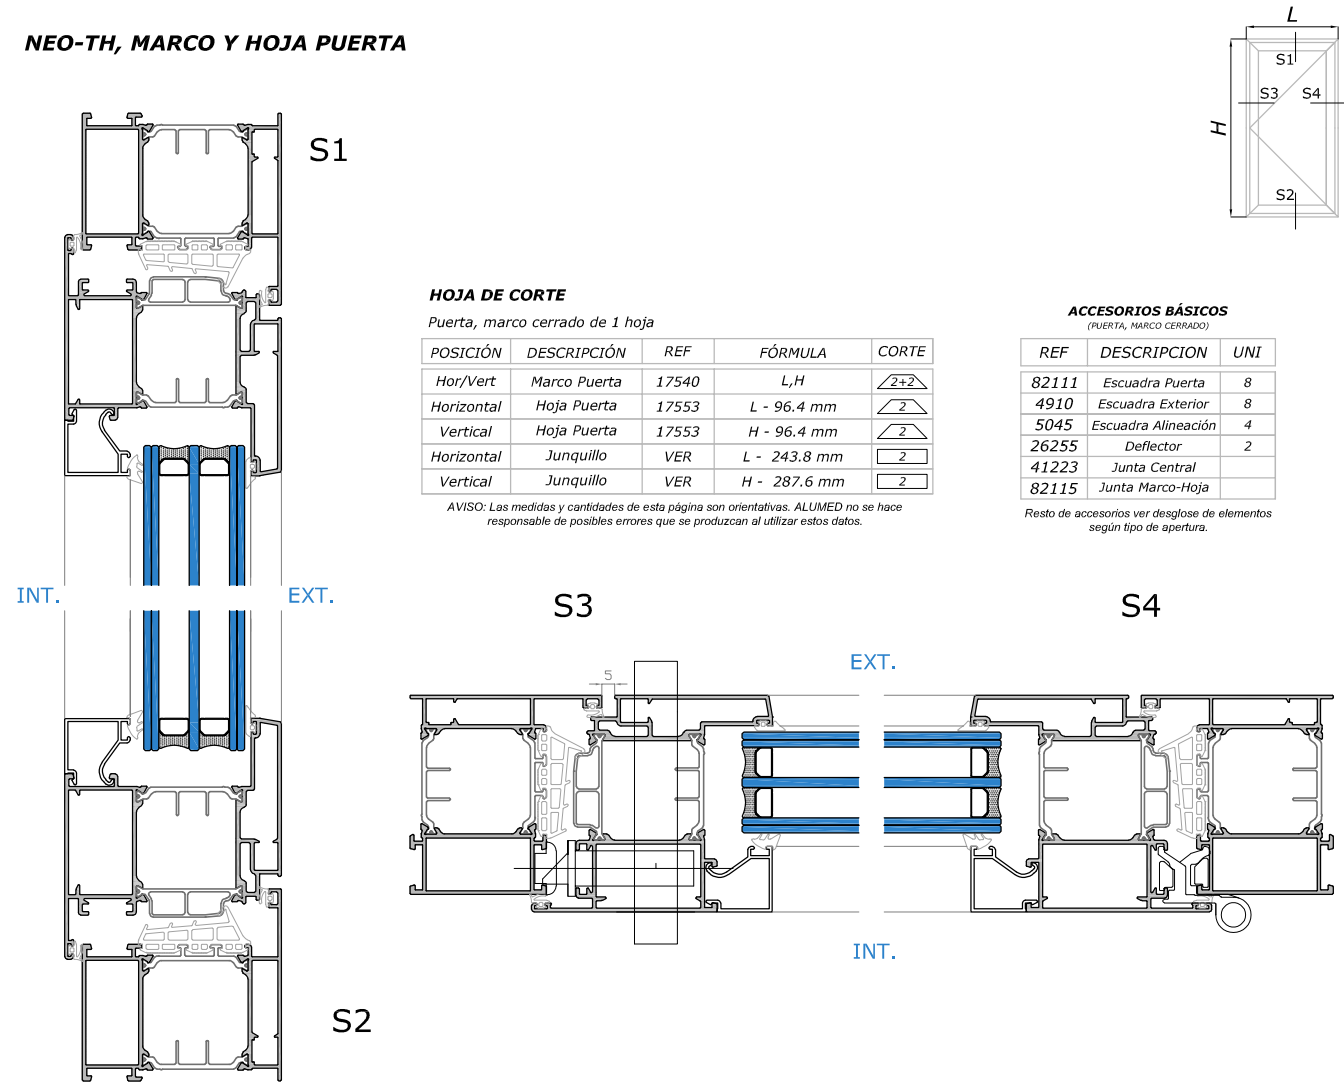 NEO-TH, MARCO Y HOJA PUERTA
L
H
S1
S3 S4
S2
S1
HOJA DE CORTE
Puerta, marco cerrado de 1 hoja
POSICIÓN DESCRIPCIÓN REF FÓRMULA CORTE
Hor/Vert Marco Puerta 17540 L,H 2+2
Horizontal Hoja Puerta 17553 L - 96.4 mm 2
Vertical Hoja Puerta 17553 H - 96.4 mm 2
Horizontal Junquillo VER L - 243.8 mm 2
Vertical Junquillo VER H - 287.6 mm 2
AVISO: Las medidas y cantidades de esta página son orientativas. ALUMED no se hace
responsable de posibles errores que se produzcan al utilizar estos datos.
ACCESORIOS BÁSICOS
(PUERTA, MARCO CERRADO)
REF DESCRIPCION UNI
82111 Escuadra Puerta 8
4910 Escuadra Exterior 8
5045 Escuadra Alineación 4
26255 Deflector 2
41223 Junta Central
82115 Junta Marco-Hoja
Resto de accesorios ver desglose de elementos
según tipo de apertura.
INT. EXT.
S3 S4
EXT.
5
INT.
S2